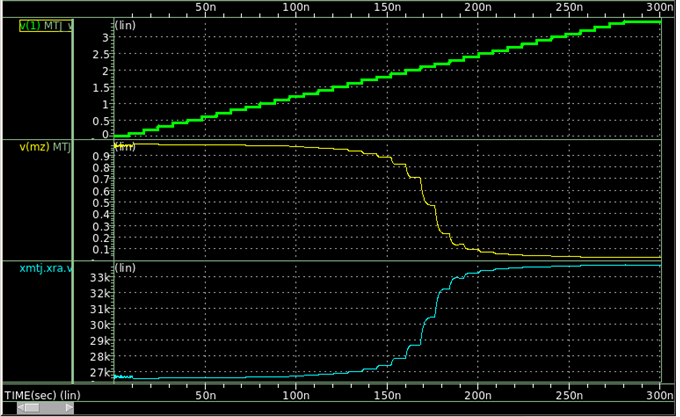 50n 100n 150n 200n 250n 300n
v(1) MTJ_v (lin)
3
2.5
2
1.5
1
0.5
0
v(mz) MTJ (lin)
0.9
0.8
0.7
0.6
0.5
0.4
0.3
0.2
0.1
xmtj.xra.v (lin)
33k
32k
31k
30k
29k
28k
27k
50n 100n 150n 200n 250n 300n
TIME(sec) (lin)